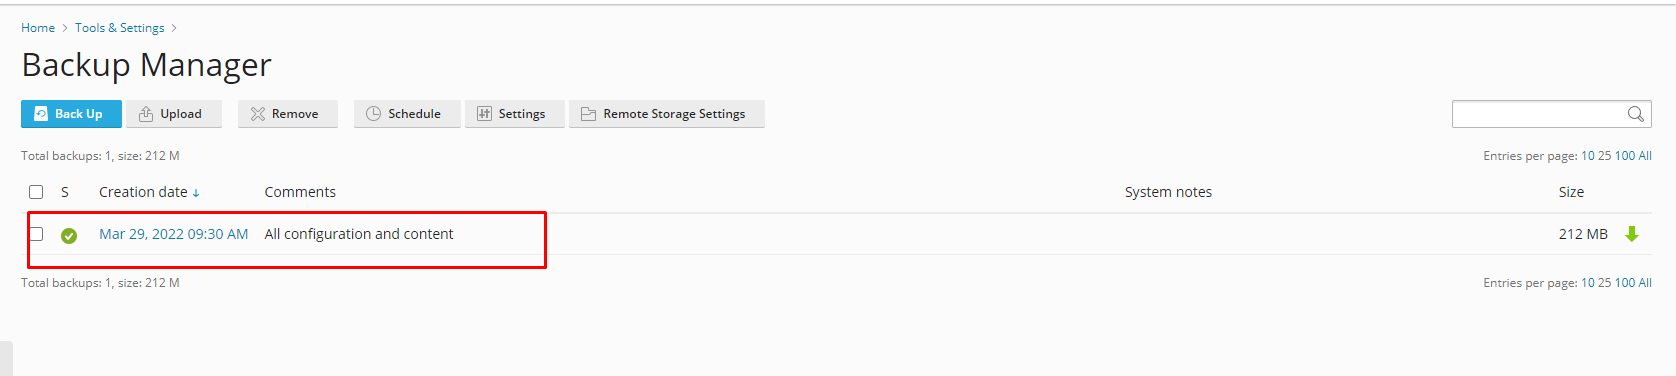 Home > Tools & Settings >
Backup Manager
Back Up Upload Remove Schedule Settings Remote Storage Settings
Total backups: 1, size: 212 M Entries per page: 10 25 100 All
S Creation date ↓ Comments System notes Size
Mar 29, 2022 09:30 AM All configuration and content 212 MB
Total backups: 1, size: 212 M Entries per page: 10 25 100 All